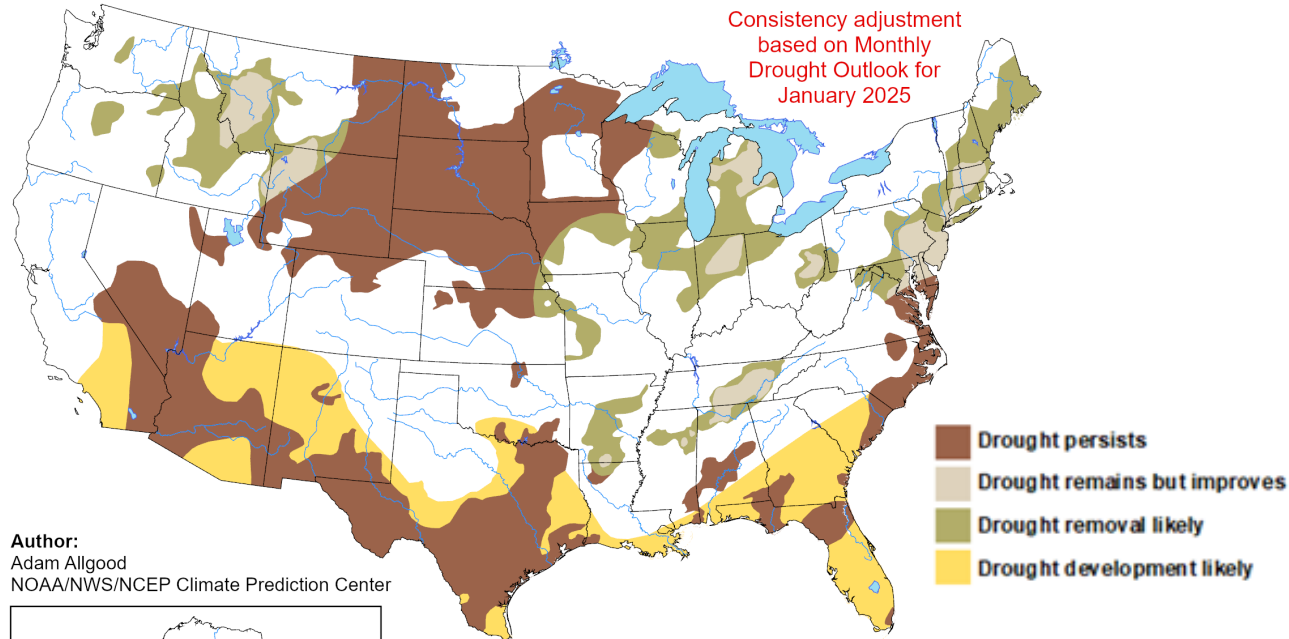 Consistency adjustment
based on Monthly
Drought Outlook for
January 2025
Drought persists
Drought remains but improves
Drought removal likely
Drought development likely
Author:
Adam Allgood
NOAA/NWS/NCEP Climate Prediction Center